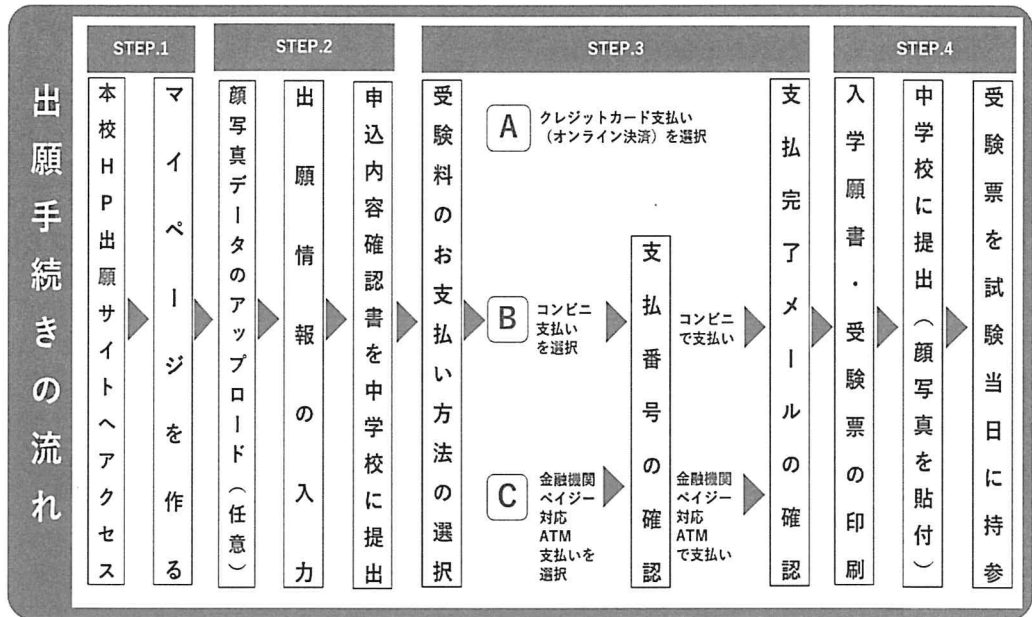 出願手続きの流れ
STEP.1
本校HP出願サイトへアクセス
マイページを作る
STEP.2
顔写真データのアップロード（任意）
出願情報の入力
申込内容確認書を中学校に提出
STEP.3
受験料のお支払い方法の選択
A
クレジットカード支払い
（オンライン決済）を選択
B
コンビニ
支払い
を選択
C
金融機関
ペイジー
対応
ATM
支払いを
選択
支払番号の確認
コンビニ
で支払い
金融機関
ペイジー
対応
ATM
で支払い
支払完了メールの確認
STEP.4
入学願書・受験票の印刷
中学校に提出（顔写真を貼付）
受験票を試験当日に持参